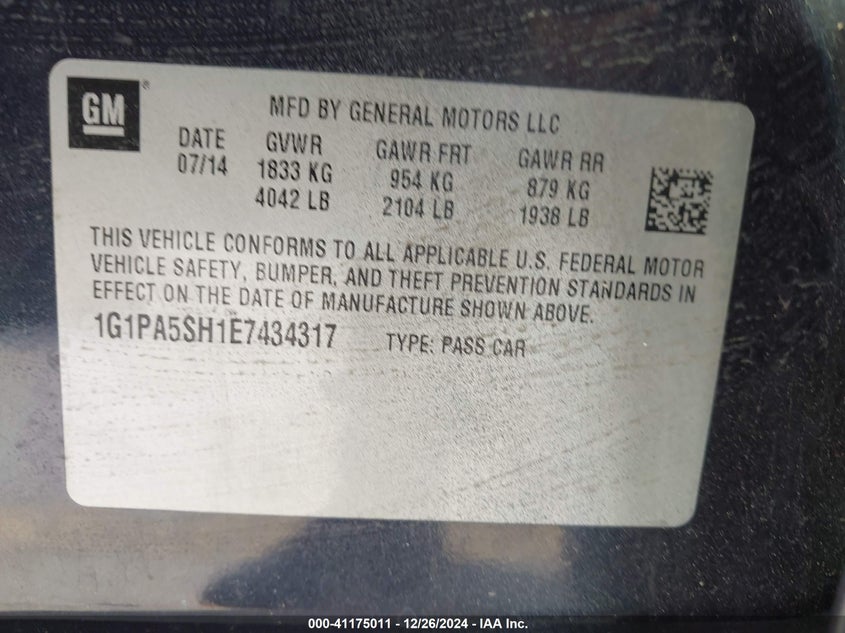 GM
MFD BY GENERAL MOTORS LLC
DATE GVWR GAWR FRT GAWR RR
07/14 1833 KG 954 KG 879 KG
4042 LB 2104 LB 1938 LB
THIS VEHICLE CONFORMS TO ALL APPLICABLE U.S. FEDERAL MOTOR
VEHICLE SAFETY, BUMPER, AND THEFT PREVENTION STANDARDS IN
EFFECT ON THE DATE OF MANUFACTURE SHOWN ABOVE.
1G1PA5SH1E7434317 TYPE: PASS CAR
000-41175011 - 12/26/2024 - IAA Inc.